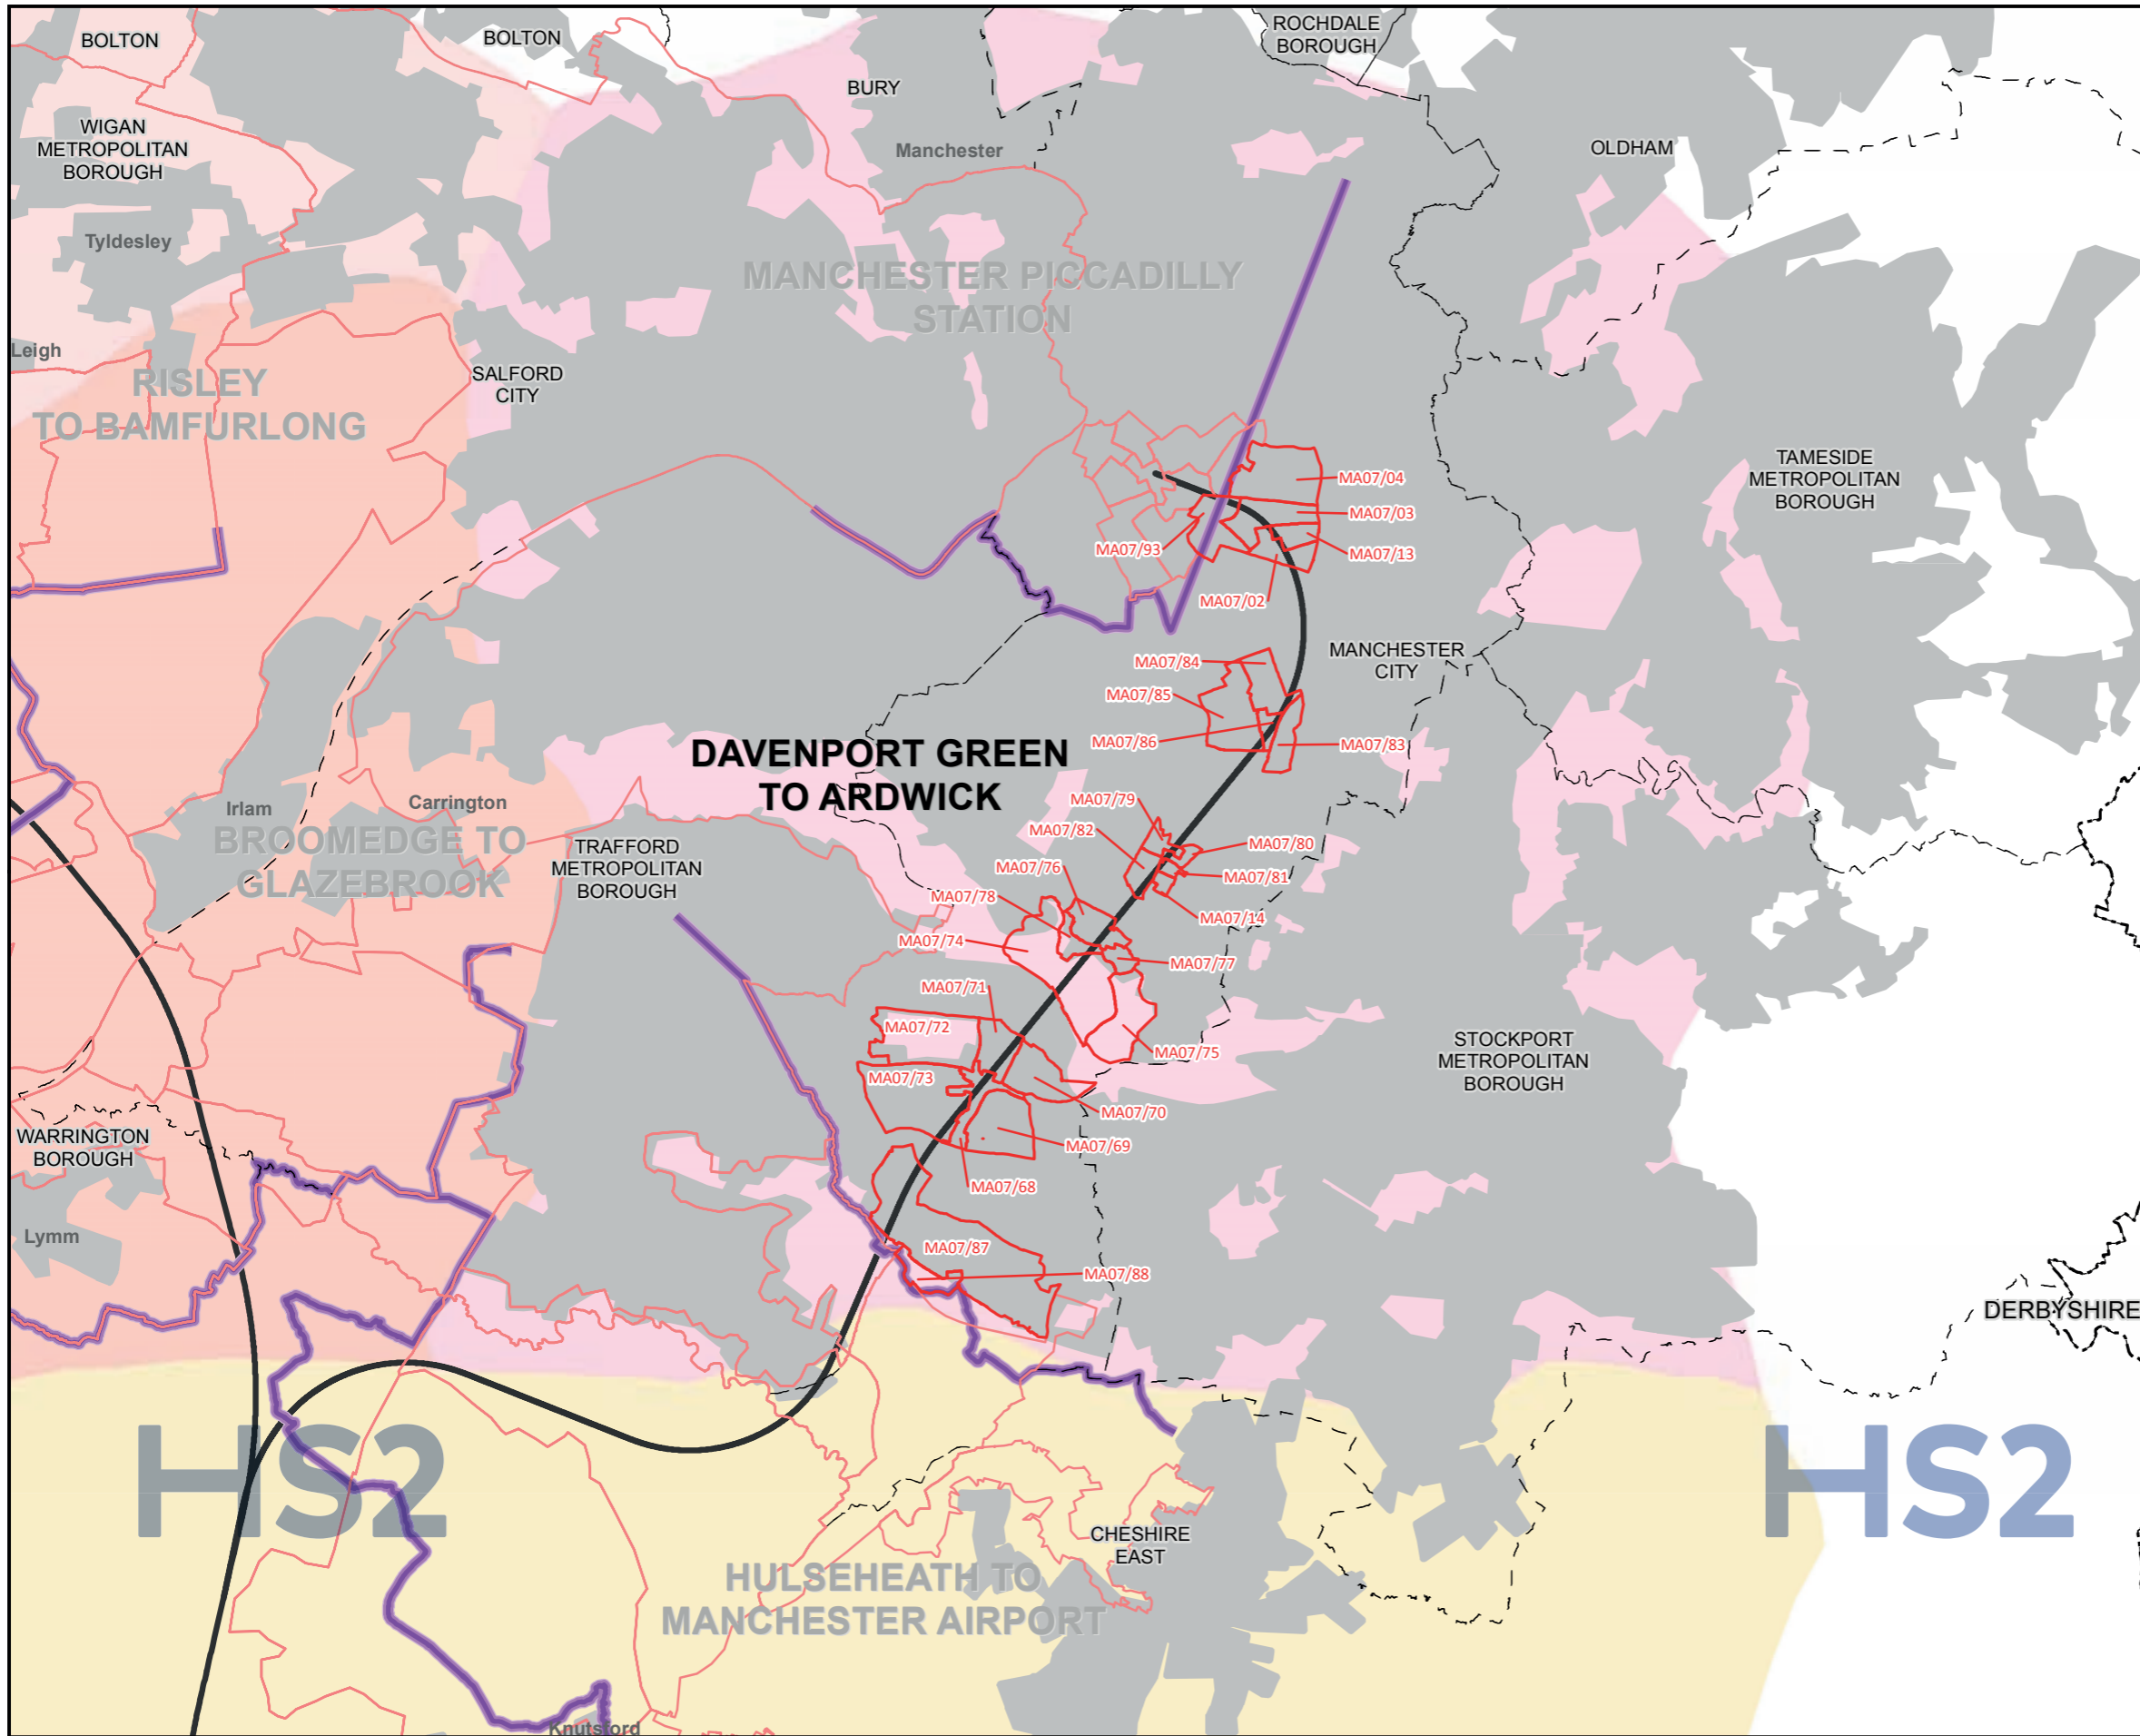 BOLTON
BOLTON
ROCHDALE
BOROUGH
BURY
WIGAN
METROPOLITAN
BOROUGH
Manchester
OLDHAM
Tyldesley
MANCHESTER PICCADILLY
STATION
Leigh
RISLEY
TO BAMFURLONG
SALFORD
CITY
TAMESIDE
METROPOLITAN
BOROUGH
MA07/04
MA07/03
MA07/93
MA07/13
MA07/02
MANCHESTER
CITY
MA07/84
MA07/85
MA07/86
MA07/83
DAVENPORT GREEN
TO ARDWICK
Irlam
Carrington
BROOMEDGE TO
GLAZEBROOK
TRAFFORD
METROPOLITAN
BOROUGH
MA07/79
MA07/82
MA07/80
MA07/76
MA07/81
MA07/78
MA07/14
MA07/74
MA07/77
MA07/71
MA07/72
MA07/75
MA07/73
STOCKPORT
METROPOLITAN
BOROUGH
MA07/70
MA07/69
WARRINGTON
BOROUGH
MA07/68
Lymm
MA07/87
MA07/88
DERBYSHIRE
HS2
HS2
CHESHIRE
EAST
HULSEHEATH TO
MANCHESTER AIRPORT
Knutsford